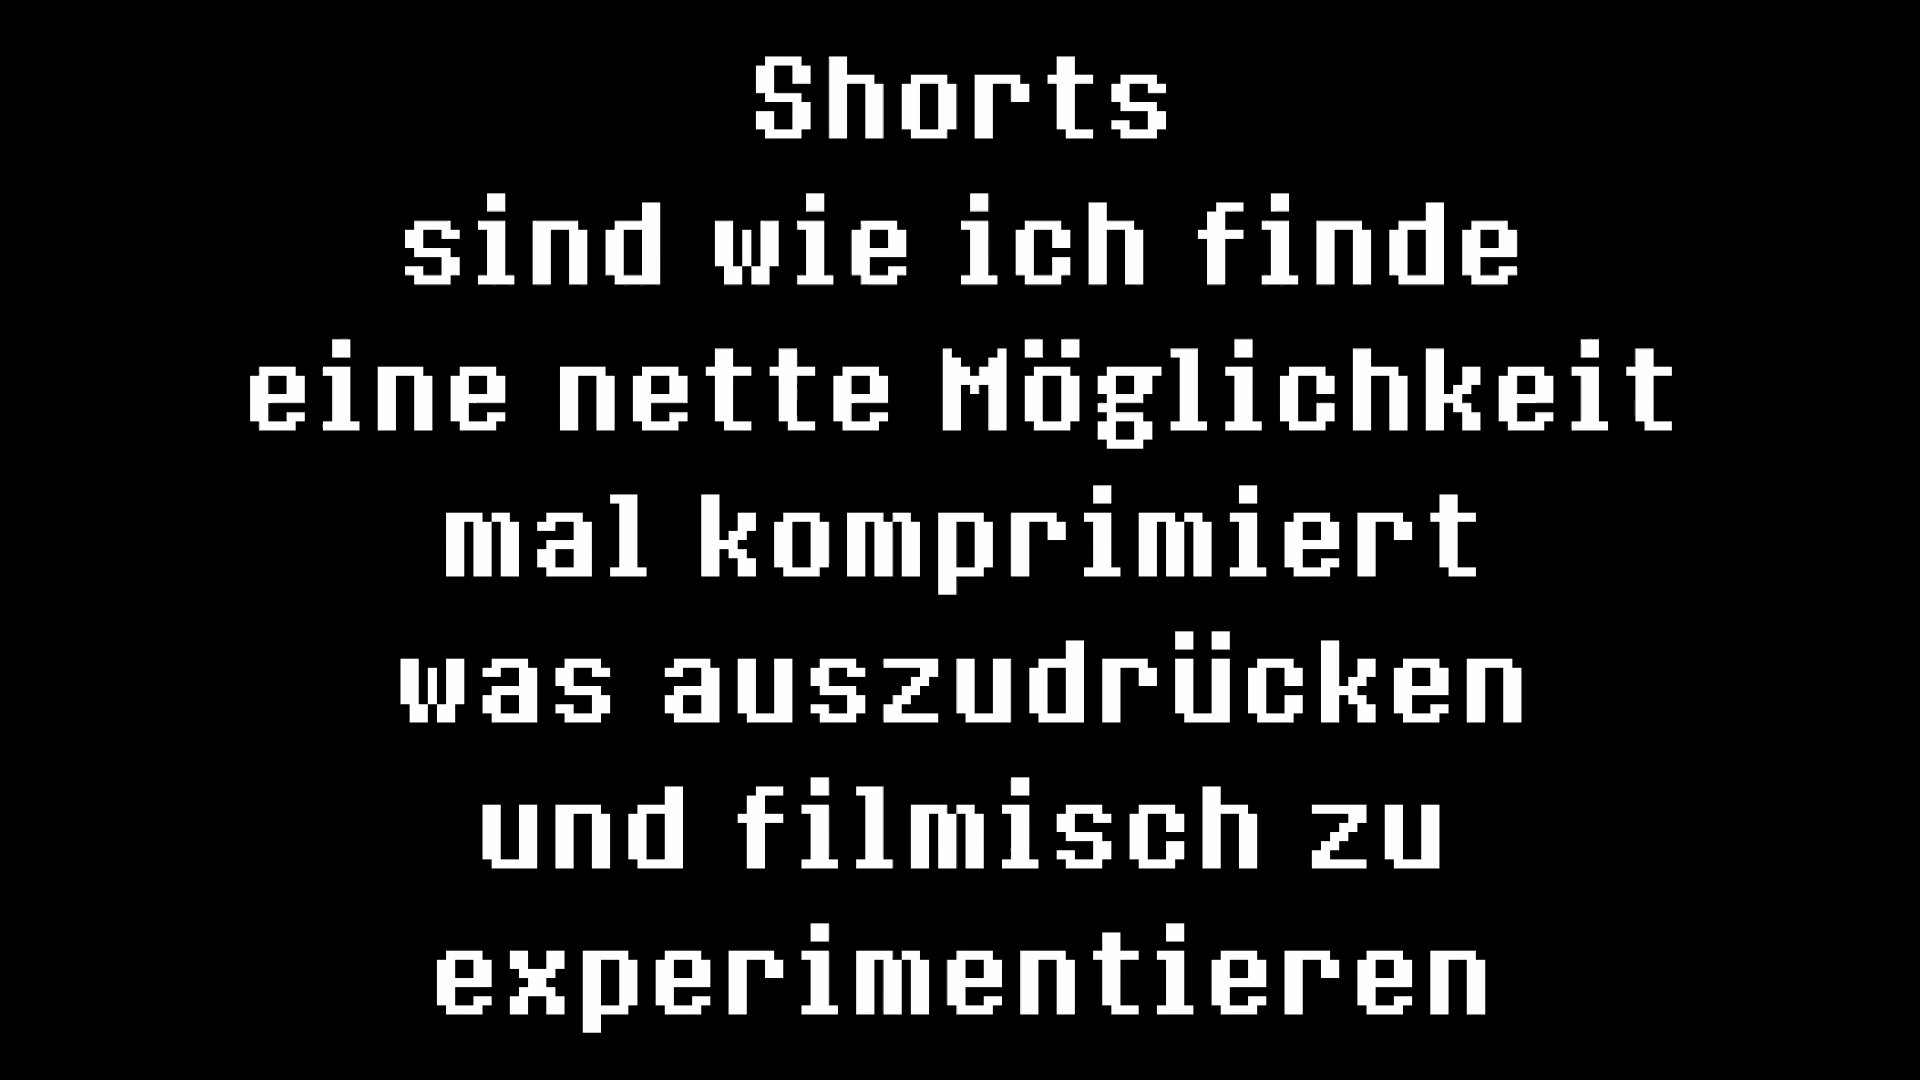 Shorts
sind wie ich finde
eine nette Möglichkeit
mal komprimiert
was auszudrücken
und filmisch zu
experimentieren